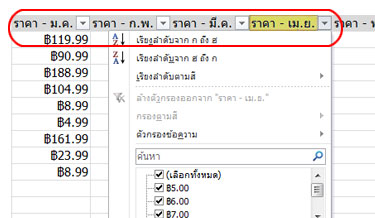 ราคา - ม.ค. ราคา - ก.พ. ราคา - มี.ค. ราคา - เม.ย.
฿119.99
฿90.99
฿188.99
฿104.99
฿8.99
฿4.99
฿161.99
฿23.99
฿8.99
เรียงลำดับจาก ก ถึง ฮ
เรียงลำดับจาก ฮ ถึง ก
เรียงลำดับตามสี
ล้างตัวกรองออกจาก "ราคา - เม.ย."
กรองตามสี
ตัวกรองข้อความ
ค้นหา
(เลือกทั้งหมด)
฿5.00
฿6.00
฿7.00